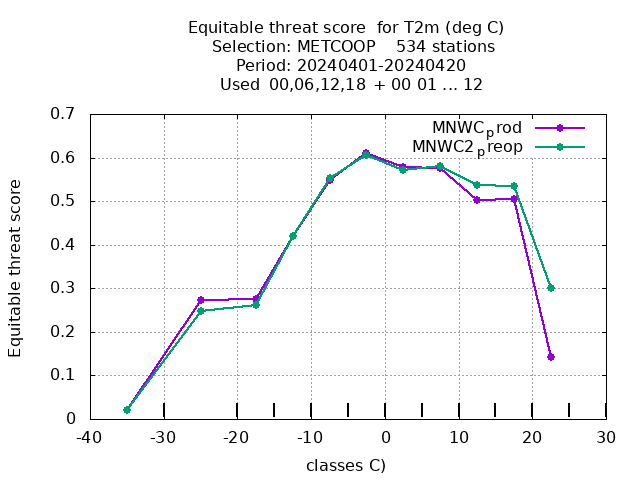 Equitable threat score for T2m (deg C)
Selection: METCOOP 534 stations
Period: 20240401-20240420
Used 00,06,12,18 + 00 01 ... 12
MNWCprod
MNWC2preop
Equitable threat score
0.7
0.6
0.5
0.4
0.3
0.2
0.1
0
-40 -30 -20 -10 0 10 20 30
classes C)